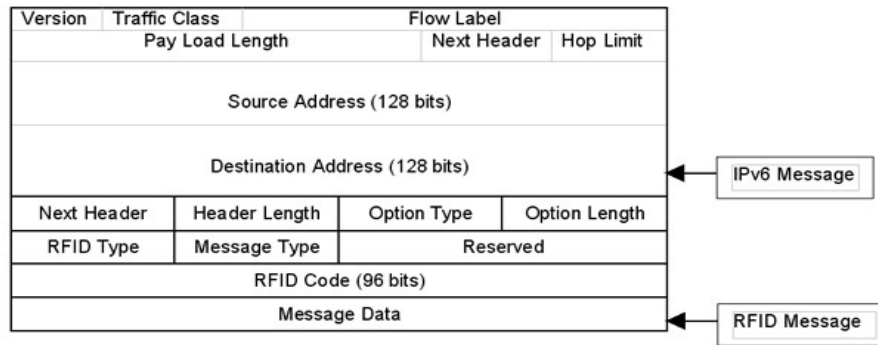 Version Traffic Class Flow Label
Pay Load Length Next Header Hop Limit
Source Address (128 bits)
Destination Address (128 bits)
IPv6 Message
Next Header Header Length Option Type Option Length
RFID Type Message Type Reserved
RFID Code (96 bits)
Message Data
RFID Message